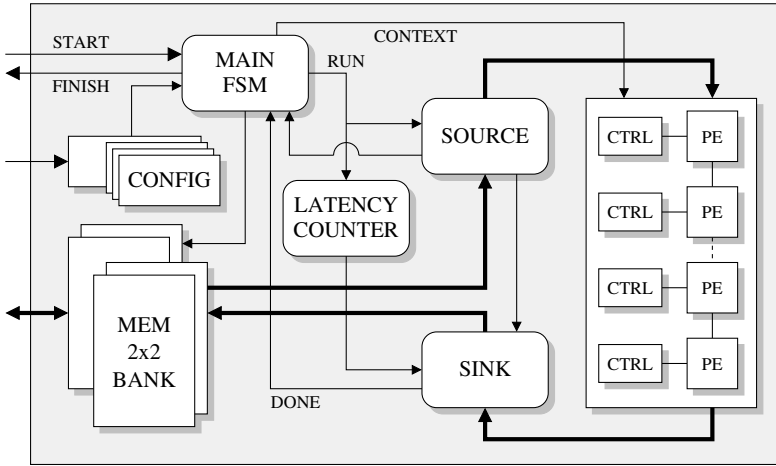 START
FINISH
MAIN
FSM
RUN
CONTEXT
SOURCE
CONFIG
LATENCY
COUNTER
MEM
2x2
BANK
SINK
DONE
CTRL
PE
CTRL
PE
CTRL
PE
CTRL
PE